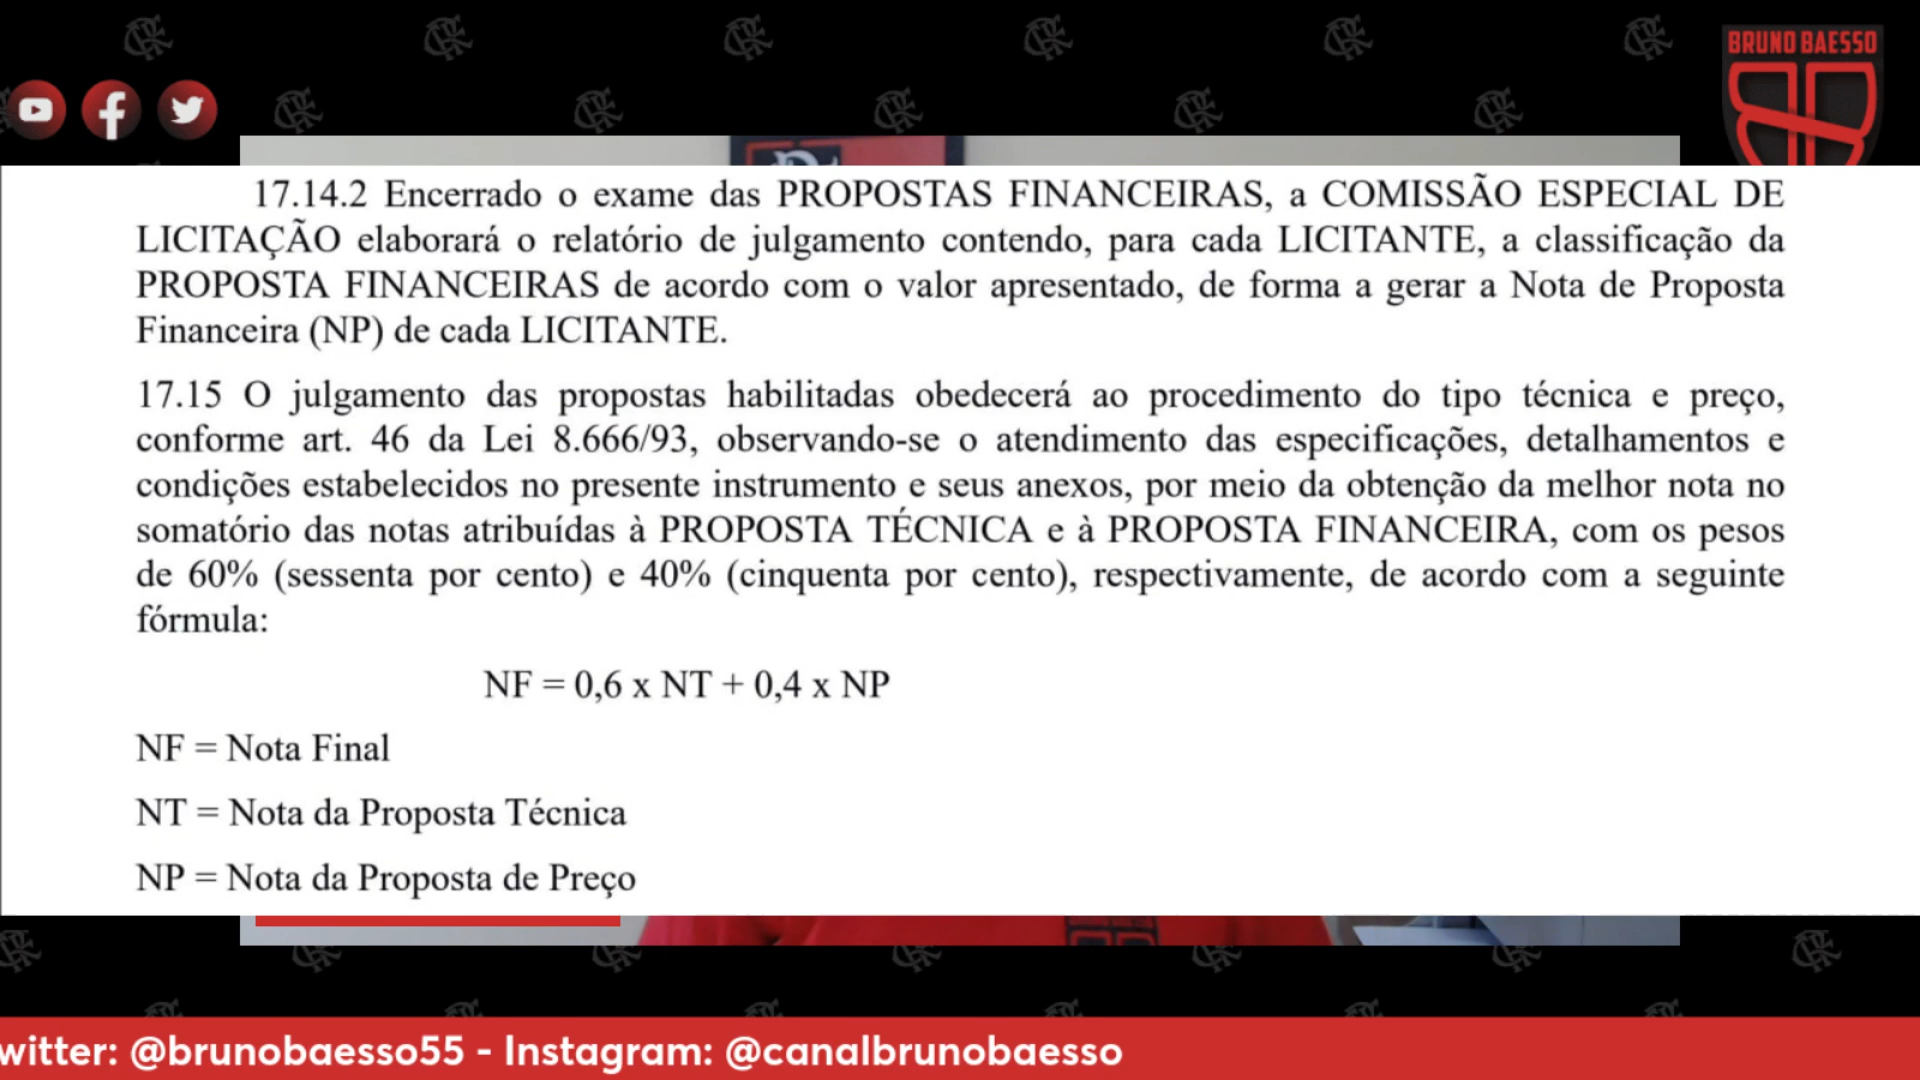 BRUNO BAESSO
17.14.2 Encerrado o exame das PROPOSTAS FINANCEIRAS, a COMISSÃO ESPECIAL DE
LICITAÇÃO elaborará o relatório de julgamento contendo, para cada LICITANTE, a classificação da
PROPOSTA FINANCEIRAS de acordo com o valor apresentado, de forma a gerar a Nota de Proposta
Financeira (NP) de cada LICITANTE.
17.15 O julgamento das propostas habilitadas obedecerá ao procedimento do tipo técnica e preço,
conforme art. 46 da Lei 8.666/93, observando-se o atendimento das especificações, detalhamentos e
condições estabelecidos no presente instrumento e seus anexos, por meio da obtenção da melhor nota no
somatório das notas atribuídas à PROPOSTA TÉCNICA e à PROPOSTA FINANCEIRA, com os pesos
de 60% (sessenta por cento) e 40% (cinquenta por cento), respectivamente, de acordo com a seguinte
fórmula:
NF = 0,6 x NT + 0,4 x NP
NF = Nota Final
NT = Nota da Proposta Técnica
NP = Nota da Proposta de Preço
witter: @brunobaesso55 - Instagram: @canalbrunobaesso